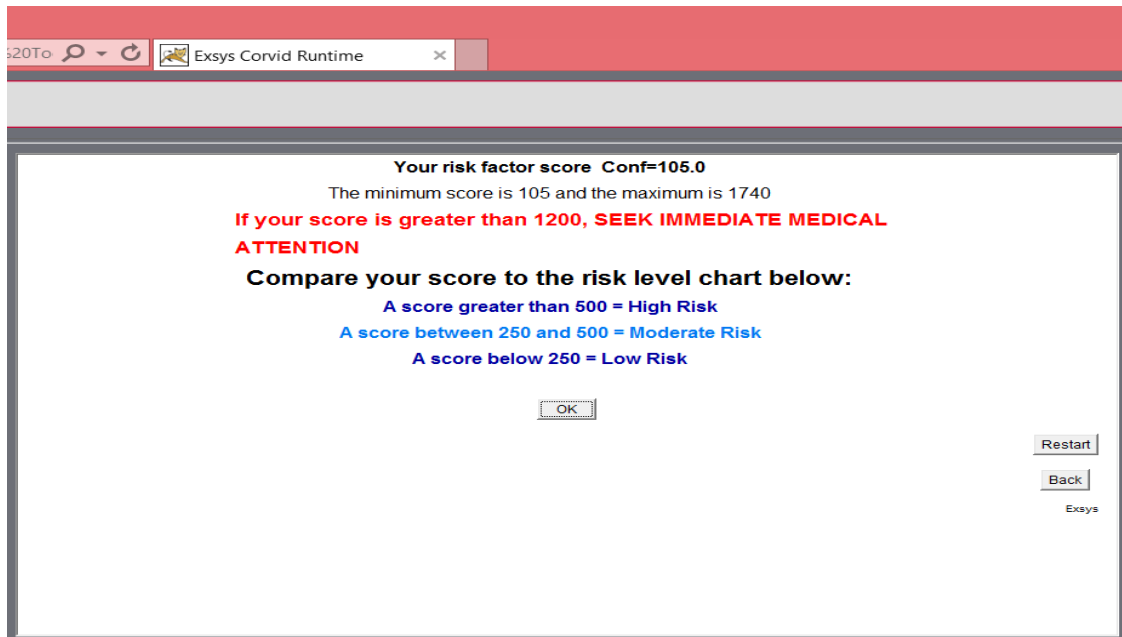 %20To
Exsys Corvid Runtime
Your risk factor score Conf=105.0
The minimum score is 105 and the maximum is 1740
If your score is greater than 1200, SEEK IMMEDIATE MEDICAL
ATTENTION
Compare your score to the risk level chart below:
A score greater than 500 = High Risk
A score between 250 and 500 = Moderate Risk
A score below 250 = Low Risk
OK
Restart
Back
Exsys